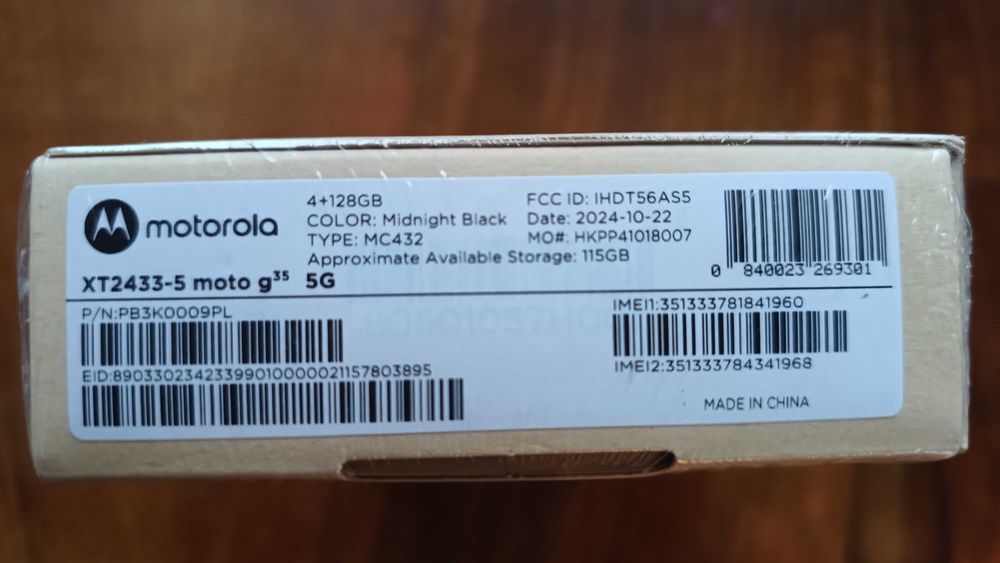 motorola
4+128GB
COLOR: Midnight Black
TYPE: MC432
Approximate Available Storage: 115GB
FCC ID: IHDT56AS5
Date: 2024-10-22
MO#: HKPP41018007
0 840023 269301
XT2433-5 moto g35 5G
P/N:PB3K0009PL
EID:89033023423399010000021157803895
IMEI1:351333781841960
IMEI2:351333784341968
MADE IN CHINA